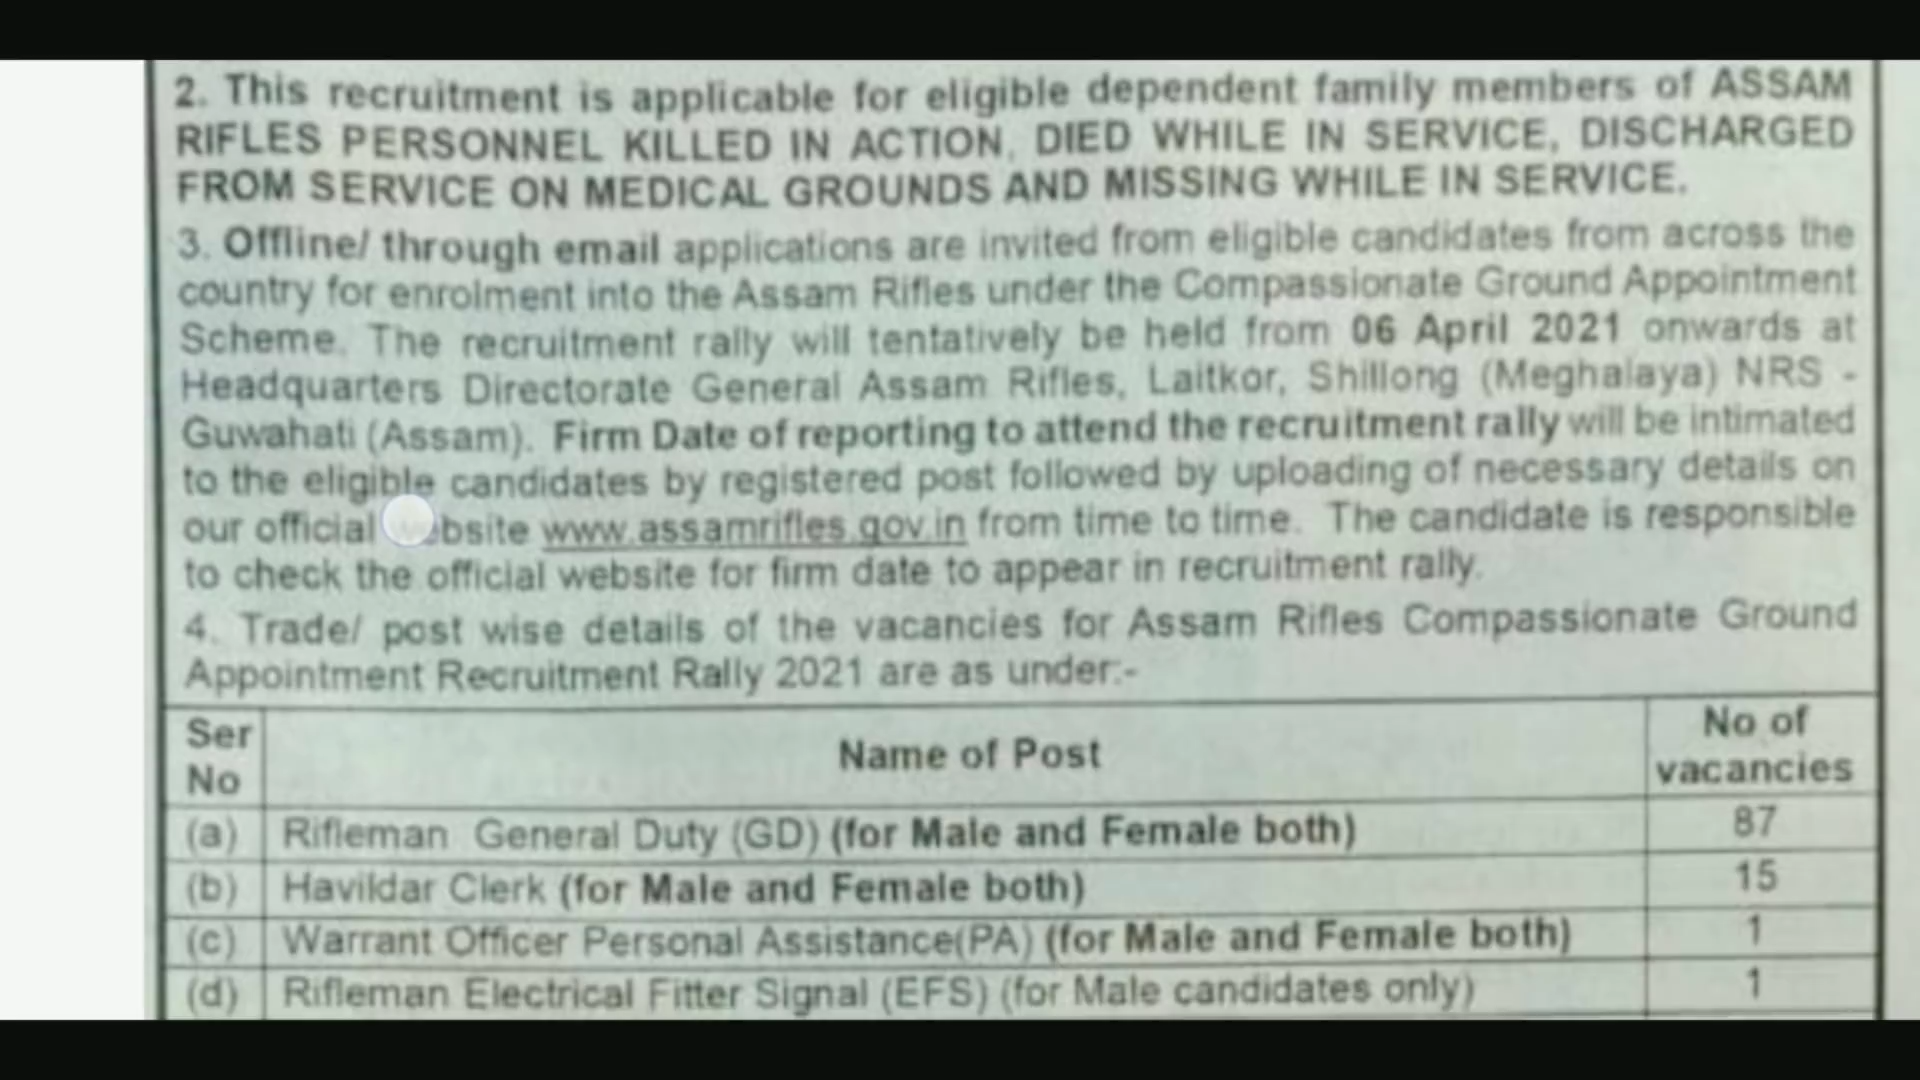 2. This recruitment is applicable for eligible dependent family members of ASSAM
RIFLES PERSONNEL KILLED IN ACTION, DIED WHILE IN SERVICE, DISCHARGED
FROM SERVICE ON MEDICAL GROUNDS AND MISSING WHILE IN SERVICE.
3. Offline/ through email applications are invited from eligible candidates from across the
country for enrolment into the Assam Rifles under the Compassionate Ground Appointment
Scheme. The recruitment rally will tentatively be held from 06 April 2021 onwards at
Headquarters Directorate General Assam Rifles, Laitkor, Shillong (Meghalaya) NRS -
Guwahati (Assam). Firm Date of reporting to attend the recruitment rally will be intimated
to the eligible candidates by registered post followed by uploading of necessary details on
our official website www.assamrifles.gov.in from time to time. The candidate is responsible
to check the official website for firm date to appear in recruitment rally.
4. Trade/ post wise details of the vacancies for Assam Rifles Compassionate Ground
Appointment Recruitment Rally 2021 are as under:-
Ser No Name of Post No of vacancies
(a) Rifleman General Duty (GD) (for Male and Female both) 87
(b) Havildar Clerk (for Male and Female both) 15
(c) Warrant Officer Personal Assistance(PA) (for Male and Female both) 1
(d) Rifleman Electrical Fitter Signal (EFS) (for Male candidates only) 1